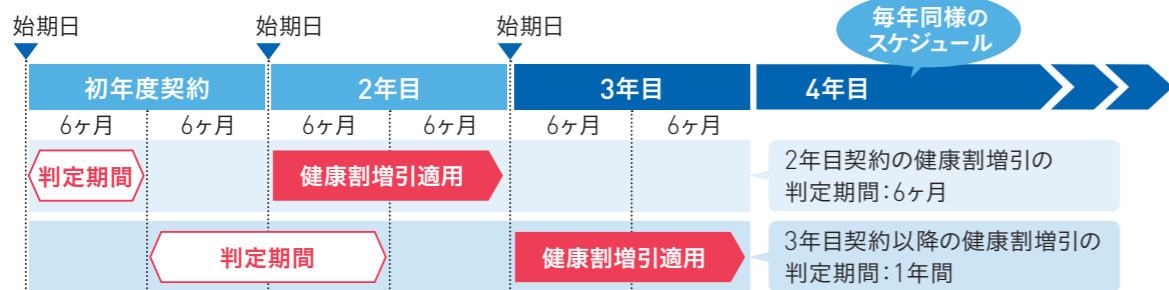 毎年同様の
スケジュール
始期日
始期日
始期日
初年度契約
2年目
3年目
4年目
6ヶ月
6ヶ月
6ヶ月
6ヶ月
6ヶ月
6ヶ月
判定期間
健康割増引適用
2年目契約の健康割増引の
判定期間：6ヶ月
判定期間
健康割増引適用
3年目契約以降の健康割増引の
判定期間：1年間